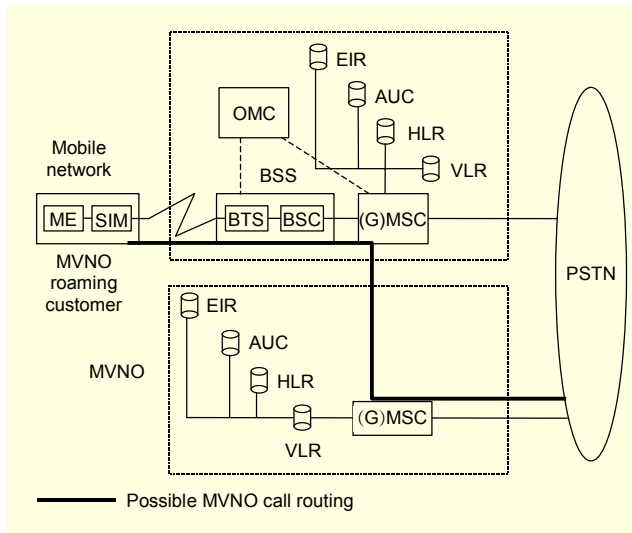 EIR
AUC
OMC
HLR
Mobile
network
VLR
BSS
ME
SIM
BTS
BSC
(G)MSC
MVNO
roaming
customer
PSTN
EIR
AUC
MVNO
HLR
(G)MSC
VLR
Possible MVNO call routing